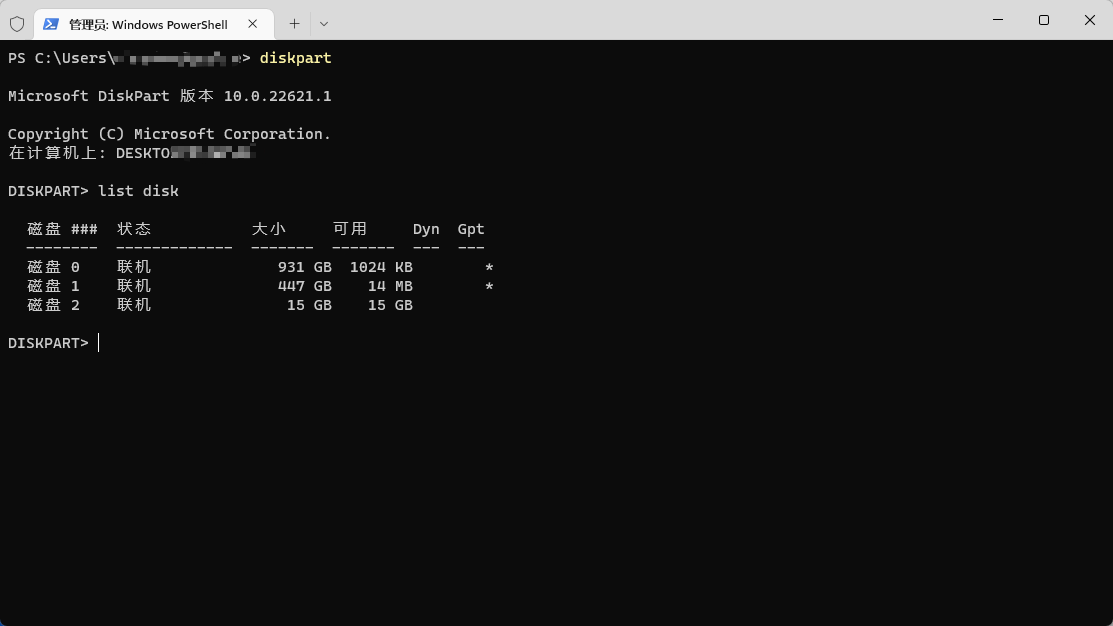 管理员: Windows PowerShell
PS C:\Users\ > diskpart
Microsoft DiskPart 版本 10.0.22621.1
Copyright (C) Microsoft Corporation.
在计算机上: DESKTO
DISKPART> list disk
磁盘 ### 状态 大小 可用 Dyn Gpt
-------- ------------- ------- ------- --- ---
磁盘 0 联机 931 GB 1024 KB *
磁盘 1 联机 447 GB 14 MB *
磁盘 2 联机 15 GB 15 GB
DISKPART>